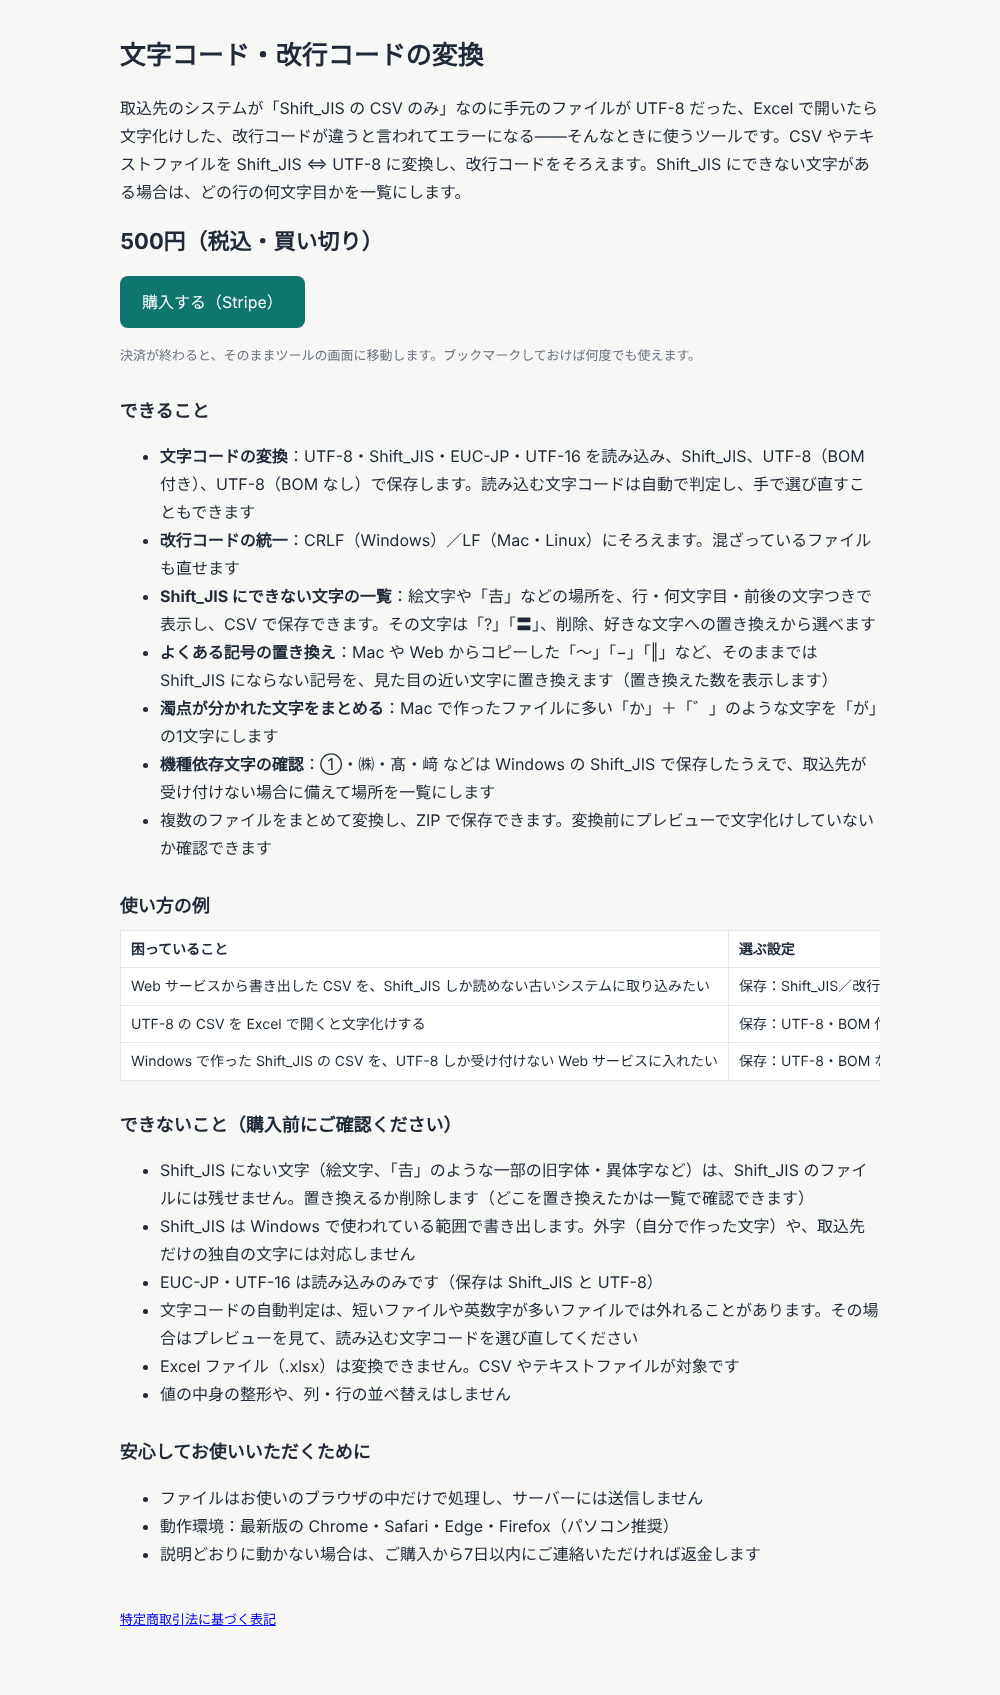 文字コード・改行コードの変換
取込先のシステムが「Shift_JIS の CSV のみ」なのに手元のファイルが UTF-8 だった、Excel で開いたら
文字化けした、改行コードが違うと言われてエラーになる——そんなときに使うツールです。CSV やテキ
ストファイルを Shift_JIS ⇔ UTF-8 に変換し、改行コードをそろえます。Shift_JIS にできない文字があ
る場合は、どの行の何文字目かを一覧にします。
500円（税込・買い切り）
購入する（Stripe）
決済が終わると、そのままツールの画面に移動します。ブックマークしておけば何度でも使えます。
できること
• 文字コードの変換：UTF-8・Shift_JIS・EUC-JP・UTF-16 を読み込み、Shift_JIS、UTF-8（BOM
付き）、UTF-8（BOM なし）で保存します。読み込む文字コードは自動で判定し、手で選び直すこ
ともできます
• 改行コードの統一：CRLF（Windows）／LF（Mac・Linux）にそろえます。混ざっているファイル
も直せます
• Shift_JIS にできない文字の一覧：絵文字や「𠮷」などの場所を、行・何文字目・前後の文字つきで
表示し、CSV で保存できます。その文字は「?」「〓」、削除、好きな文字への置き換えから選べます
• よくある記号の置き換え：Mac や Web からコピーした「〜」「−」「‖」など、そのままでは
Shift_JIS にならない記号を、見た目の近い文字に置き換えます（置き換えた数を表示します）
• 濁点が分かれた文字をまとめる：Mac で作ったファイルに多い「か」＋「゛」のような文字を「が」
の1文字にします
• 機種依存文字の確認：①・㈱・髙・﨑 などは Windows の Shift_JIS で保存したうえで、取込先が
受け付けない場合に備えて場所を一覧にします
• 複数のファイルをまとめて変換し、ZIP で保存できます。変換前にプレビューで文字化けしていない
か確認できます
使い方の例
困っていること 選ぶ設定
Web サービスから書き出した CSV を、Shift_JIS しか読めない古いシステムに取り込みたい 保存：Shift_JIS／改行
UTF-8 の CSV を Excel で開くと文字化けする 保存：UTF-8・BOM
Windows で作った Shift_JIS の CSV を、UTF-8 しか受け付けない Web サービスに入れたい 保存：UTF-8・BOM
できないこと（購入前にご確認ください）
• Shift_JIS にない文字（絵文字、「𠮷」のような一部の旧字体・異体字など）は、Shift_JIS のファイ
ルには残せません。置き換えるか削除します（どこを置き換えたかは一覧で確認できます）
• Shift_JIS は Windows で使われている範囲で書き出します。外字（自分で作った文字）や、取込先
だけの独自の文字には対応しません
• EUC-JP・UTF-16 は読み込みのみです（保存は Shift_JIS と UTF-8）
• 文字コードの自動判定は、短いファイルや英数字が多いファイルでは外れることがあります。その場
合はプレビューを見て、読み込む文字コードを選び直してください
• Excel ファイル（.xlsx）は変換できません。CSV やテキストファイルが対象です
• 値の中身の整形や、列・行の並べ替えはしません
安心してお使いいただくために
• ファイルはお使いのブラウザの中だけで処理し、サーバーには送信しません
• 動作環境：最新版の Chrome・Safari・Edge・Firefox（パソコン推奨）
• 説明どおりに動かない場合は、ご購入から7日以内にご連絡いただければ返金します
特定商取引法に基づく表記